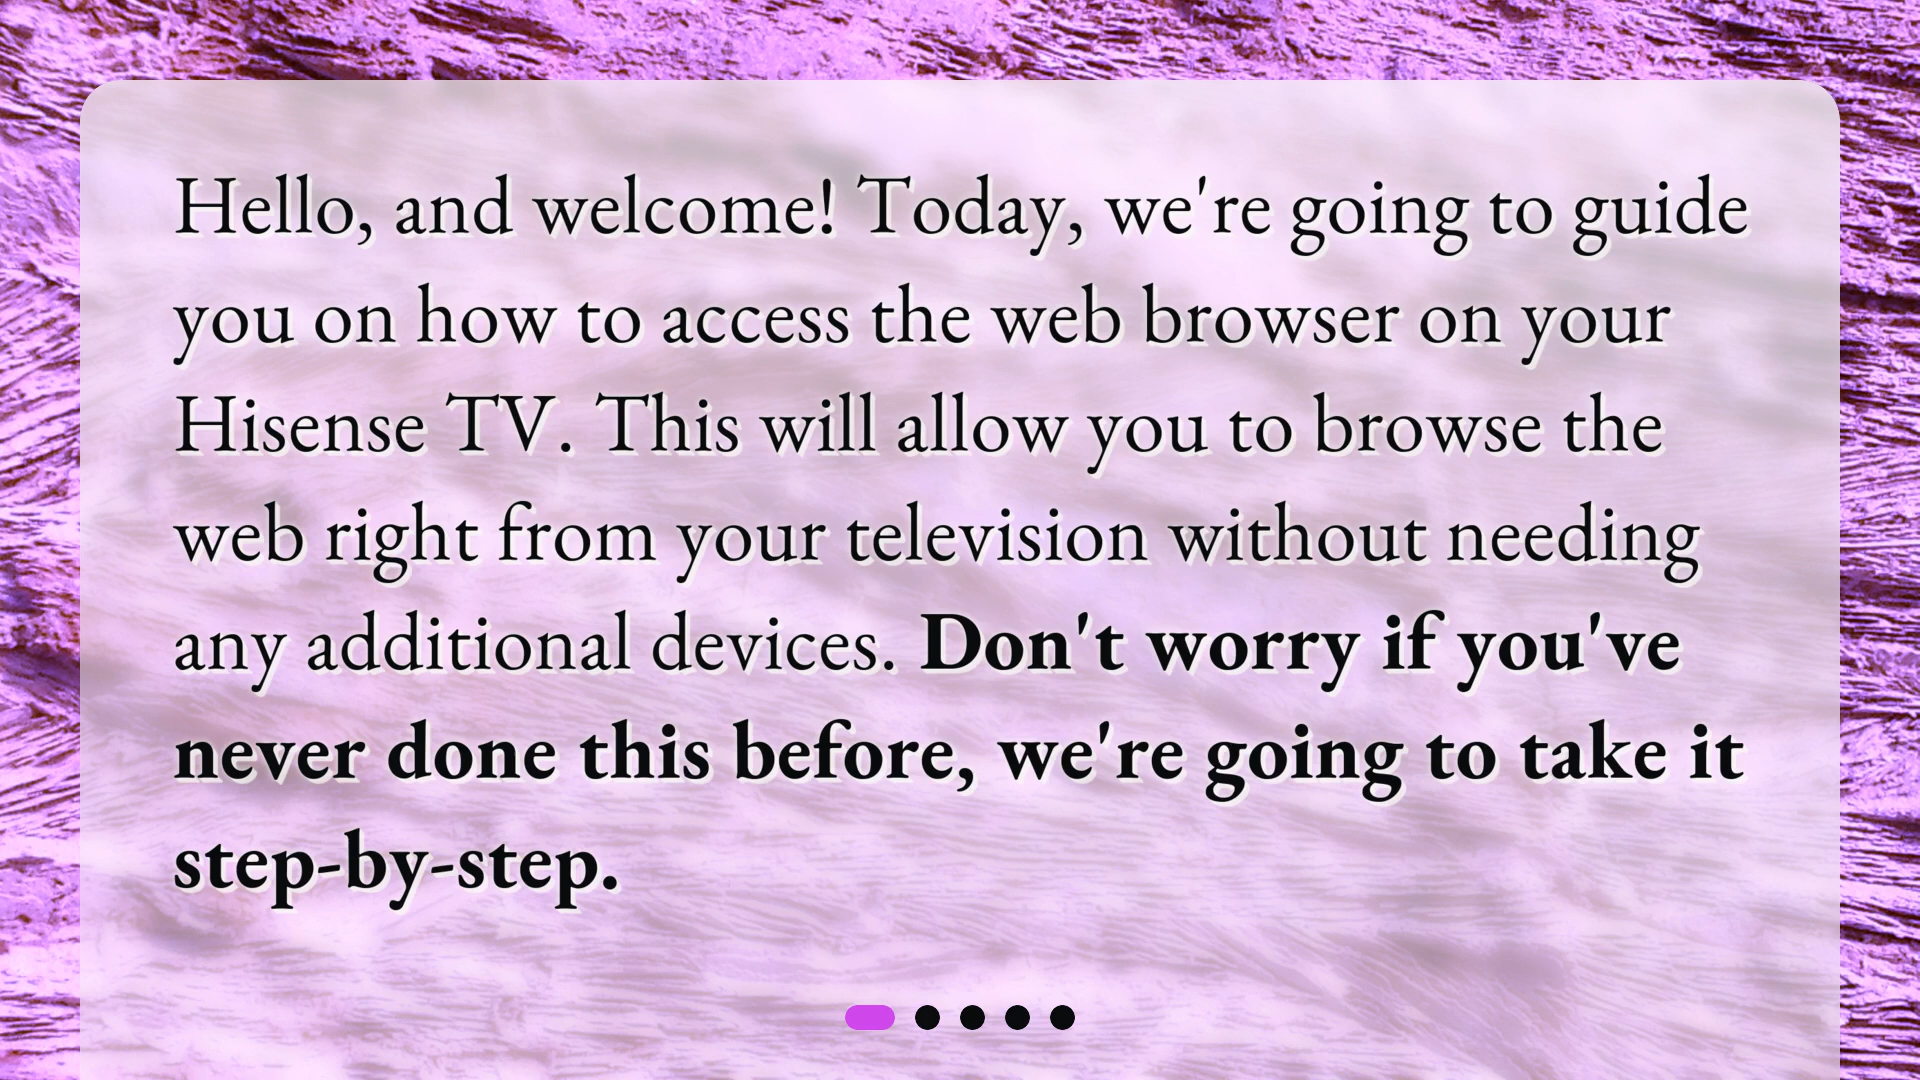 Hello, and welcome! Today, we're going to guide
you on how to access the web browser on your
Hisense TV. This will allow you to browse the
web right from your television without needing
any additional devices. Don't worry if you've
never done this before, we're going to take it
step-by-step.